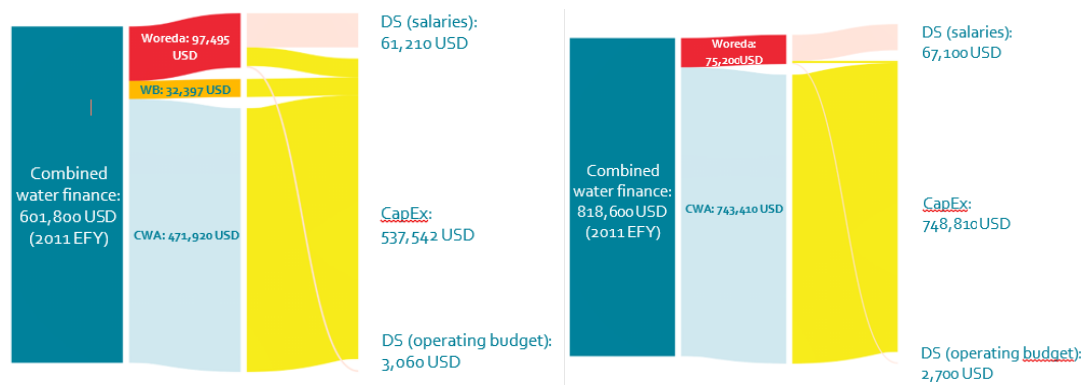 Combined
water finance:
601,800 USD
(2011 EFY)
Woreda: 97,495
USD
WB: 32,397 USD
CWA: 471,920 USD
DS (salaries):
61,210 USD
CapEx:
537,542 USD
DS (operating budget):
3,060 USD
Combined
water finance:
818,600 USD
(2011 EFY)
Woreda:
75,200USD
CWA: 743,410 USD
DS (salaries):
67,100 USD
CapEx:
748,810 USD
DS (operating budget):
2,700 USD